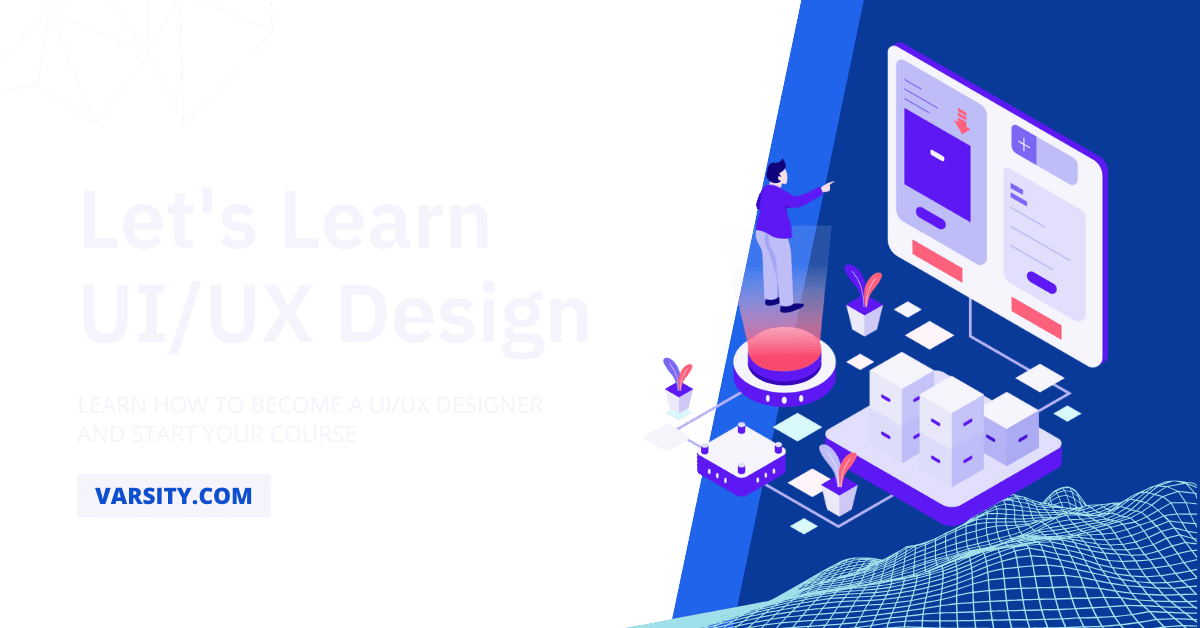 Let's Learn
UI/UX Design
LEARN HOW TO BECOME A UI/UX DESIGNER
AND START YOUR COURSE
VARSITY.COM